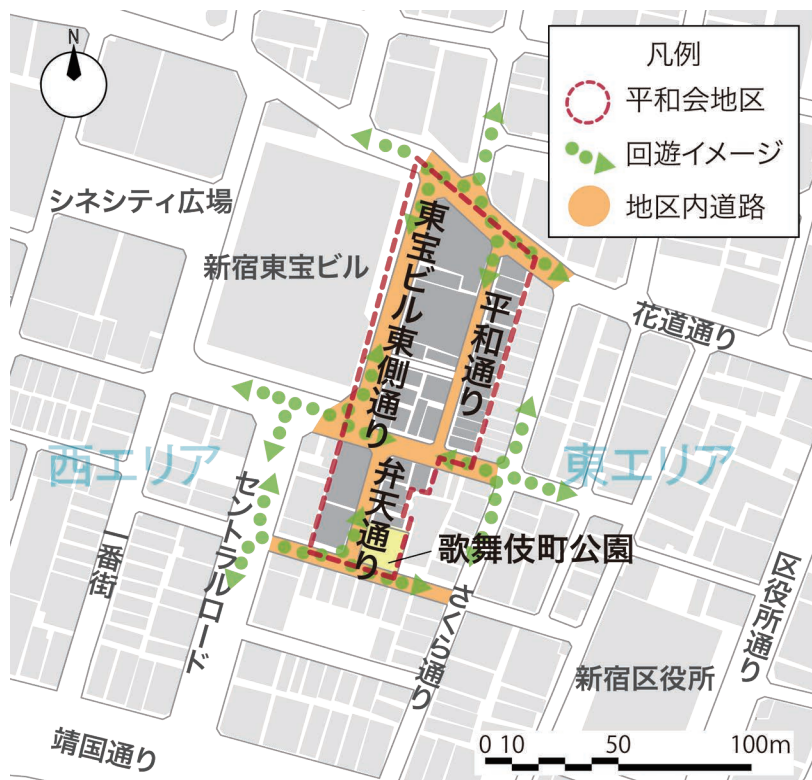 N
凡例
平和会地区
回遊イメージ
地区内道路
シネシティ広場
新宿東宝ビル
東宝ビル東側通り
平和通り
花道通り
西エリア
東エリア
弁天通り
セントラルロード
一番街
歌舞伎町公園
さくら通り
区役所通り
新宿区役所
靖国通り
0 10 50 100m